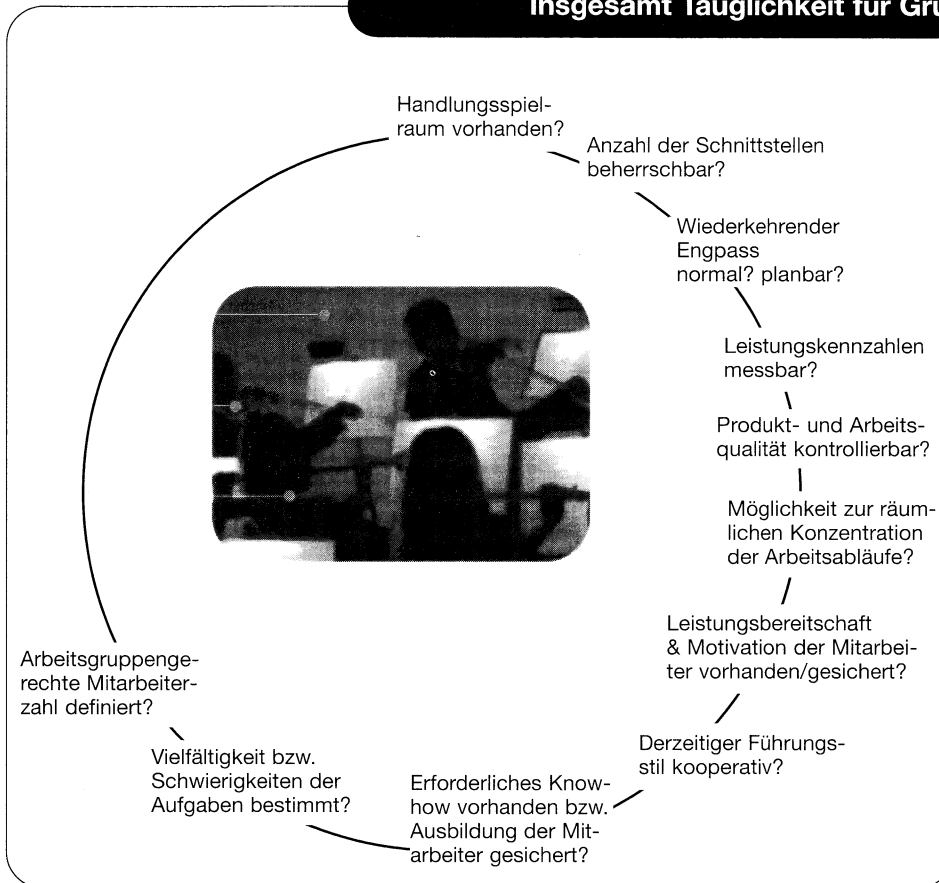 Insgesamt Tauglichkeit für Gru
Handlungsspiel-
raum vorhanden?
Anzahl der Schnittstellen
beherrschbar?
Wiederkehrender
Engpass
normal? planbar?
Leistungskennzahlen
messbar?
Produkt- und Arbeits-
qualität kontrollierbar?
Möglichkeit zur räum-
lichen Konzentration
der Arbeitsabläufe?
Leistungsbereitschaft
& Motivation der Mitarbei-
ter vorhanden/gesichert?
Derzeitiger Führungs-
stil kooperativ?
Erforderliches Know-
how vorhanden bzw.
Ausbildung der Mit-
arbeiter gesichert?
Vielfältigkeit bzw.
Schwierigkeiten der
Aufgaben bestimmt?
Arbeitsgruppenge-
rechte Mitarbeiter-
zahl definiert?